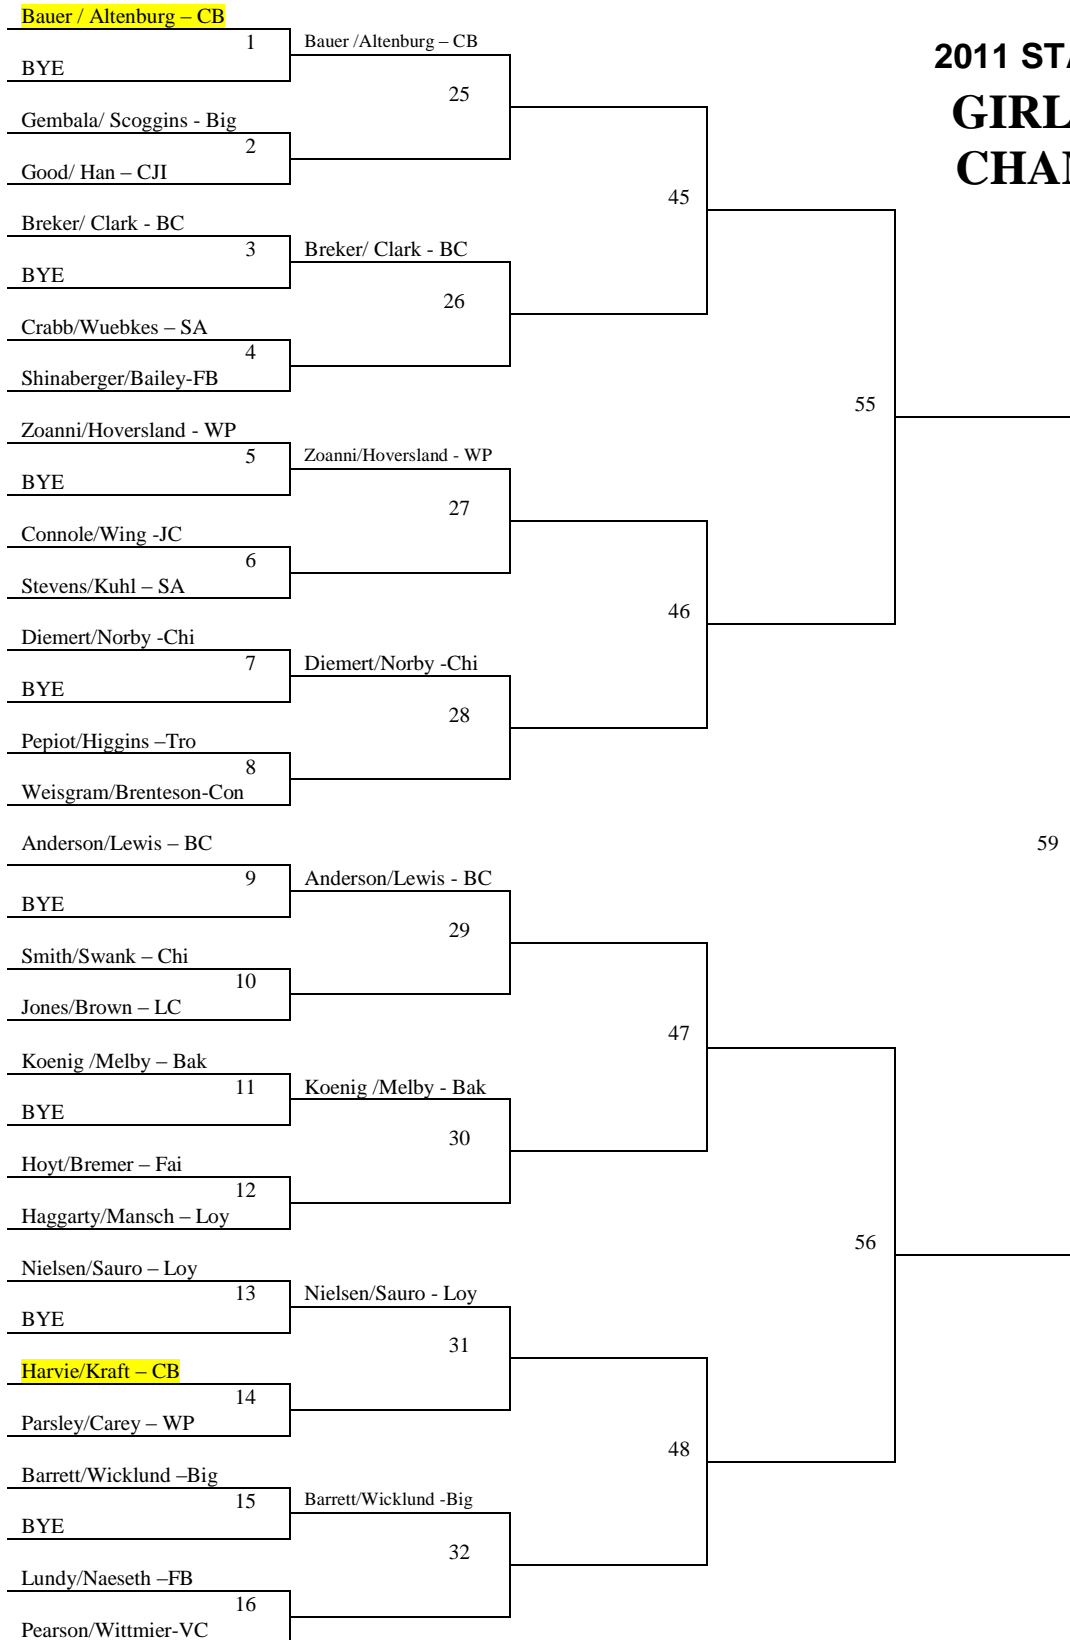 Bauer / Altenburg – CB
1
Bauer /Altenburg – CB
BYE
25
Gembala/ Scoggins - Big
2
Good/ Han – CJI
45
Breker/ Clark - BC
3
Breker/ Clark - BC
BYE
26
Crabb/Wuebkes – SA
4
Shinaberger/Bailey-FB
55
Zoanni/Hoversland - WP
5
Zoanni/Hoversland - WP
BYE
27
Connole/Wing -JC
6
Stevens/Kuhl – SA
46
Diemert/Norby -Chi
7
Diemert/Norby -Chi
BYE
28
Pepiot/Higgins –Tro
8
Weisgram/Brenteson-Con
Anderson/Lewis – BC
59
9
Anderson/Lewis - BC
BYE
29
Smith/Swank – Chi
10
Jones/Brown – LC
47
Koenig /Melby – Bak
11
Koenig /Melby - Bak
BYE
30
Hoyt/Bremer – Fai
12
Haggarty/Mansch – Loy
56
Nielsen/Sauro – Loy
13
Nielsen/Sauro - Loy
BYE
31
Harvie/Kraft – CB
14
Parsley/Carey – WP
48
Barrett/Wicklund –Big
15
Barrett/Wicklund -Big
BYE
32
Lundy/Naeseth –FB
16
Pearson/Wittmier-VC
2011 STA
GIRL
CHA